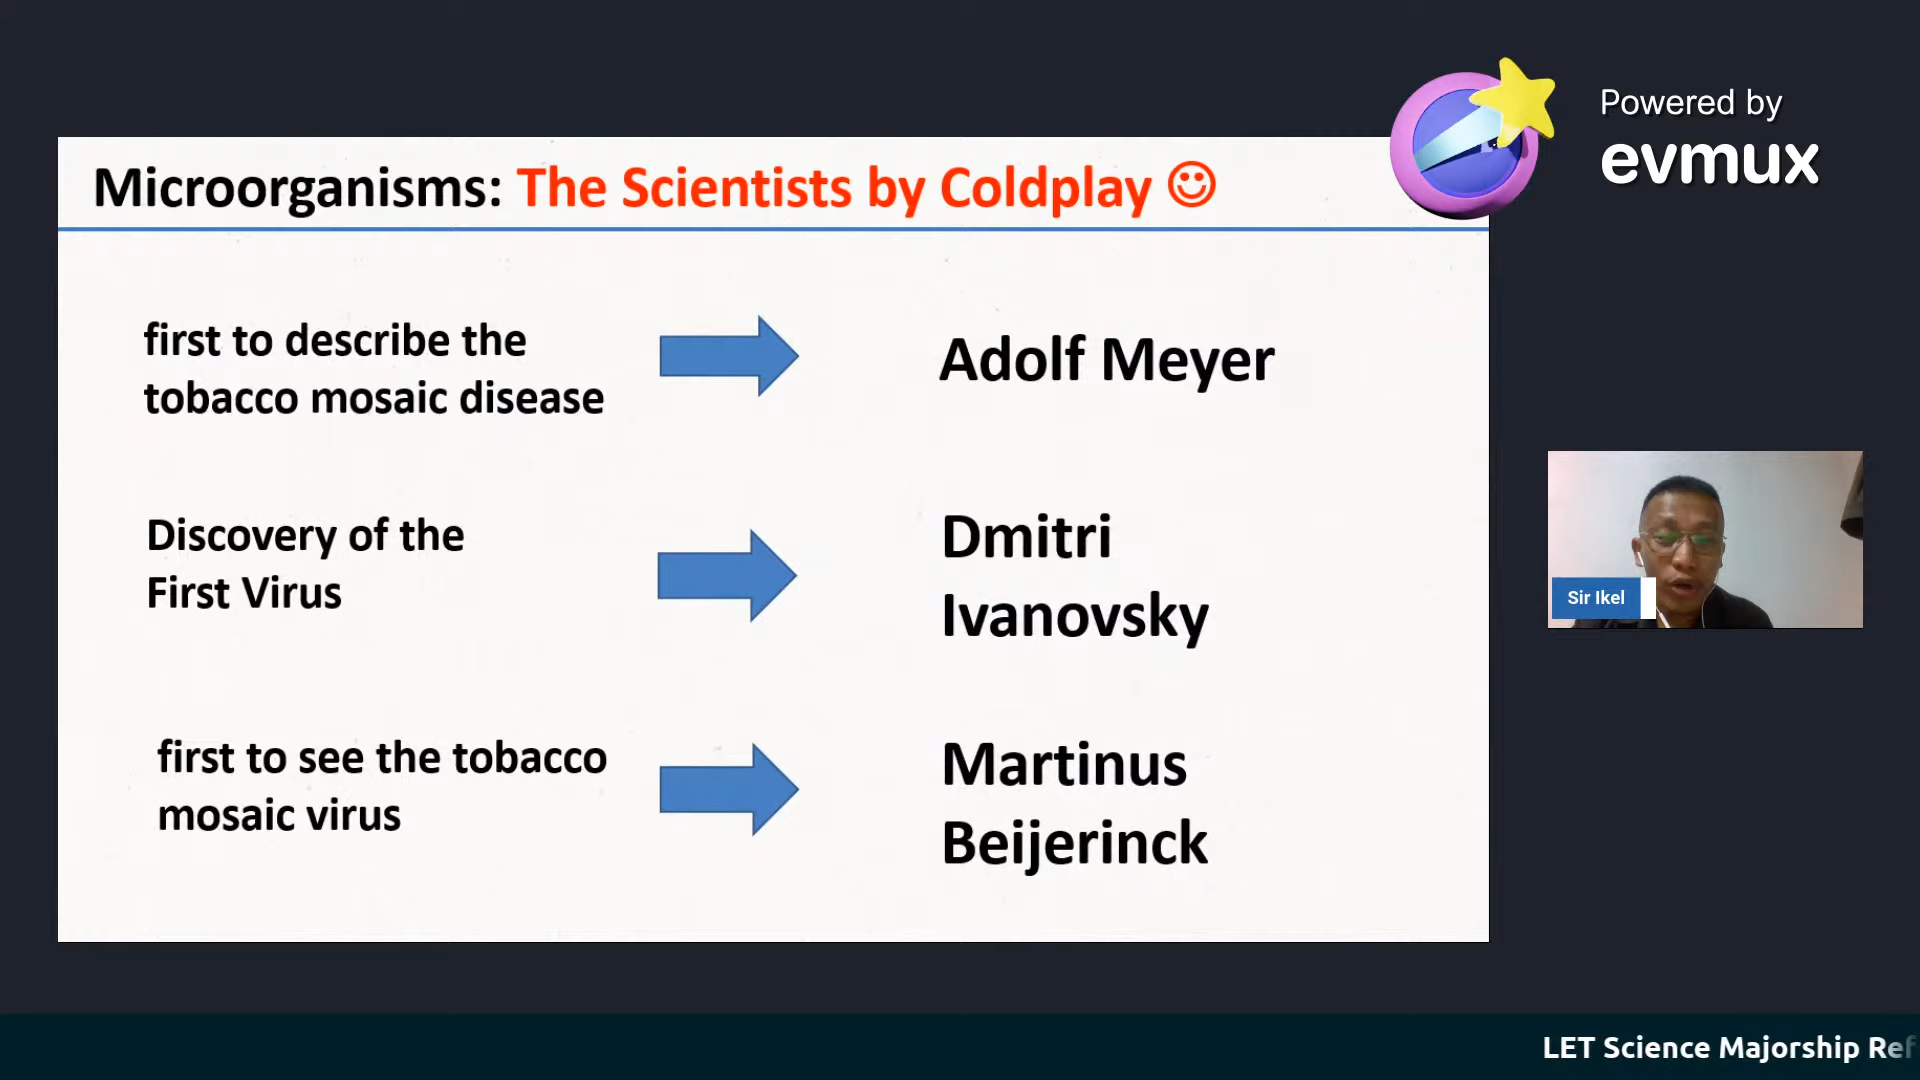 Powered by
evmux
Microorganisms: The Scientists by Coldplay ☺
first to describe the
tobacco mosaic disease
Adolf Meyer
Discovery of the
First Virus
Dmitri
Ivanovsky
first to see the tobacco
mosaic virus
Martinus
Beijerinck
Sir Ikel
LET Science Majorship Ref